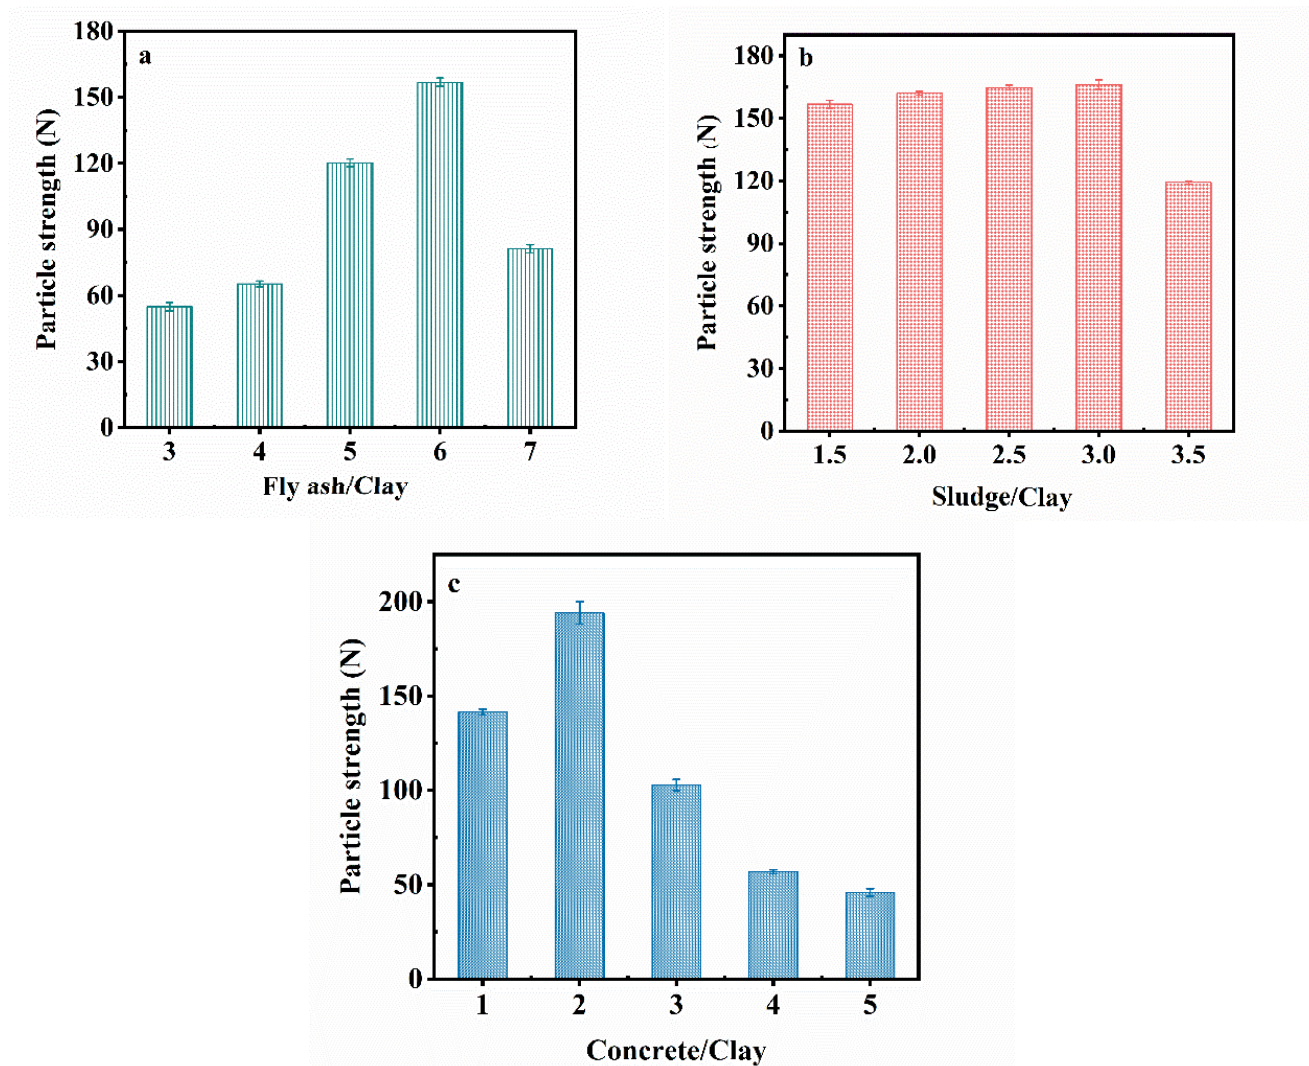 a
Particle strength (N)
180
150
120
90
60
30
0
3 4 5 6 7
Fly ash/Clay
b
Particle strength (N)
180
150
120
90
60
30
0
1.5 2.0 2.5 3.0 3.5
Sludge/Clay
c
Particle strength (N)
200
150
100
50
0
1 2 3 4 5
Concrete/Clay